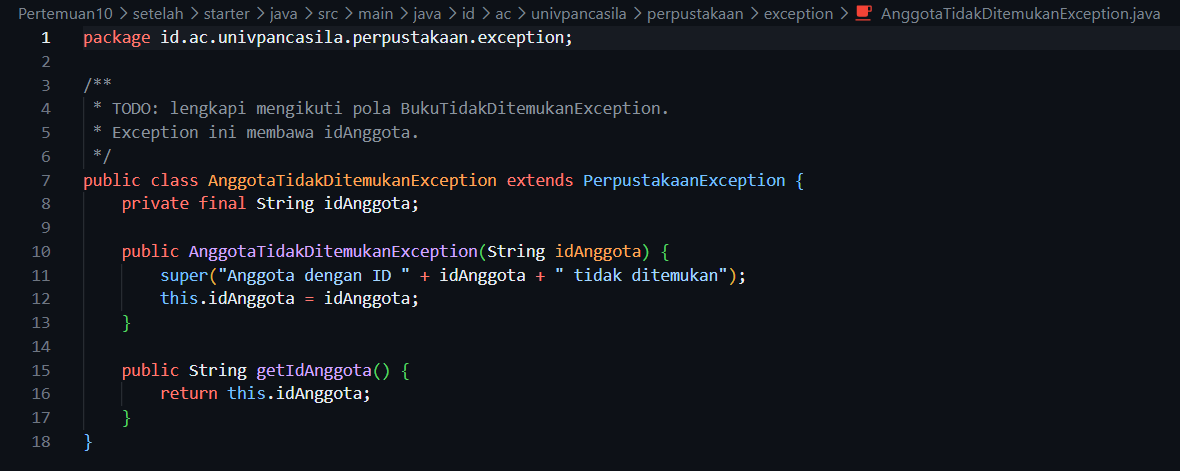 Pertemuan10 > setelah > starter > java > src > main > java > id > ac > univpancasila > perpustakaan > exception > AnggotaTidakDitemukanException.java
1 package id.ac.univpancasila.perpustakaan.exception;
2
3 /**
4  * TODO: lengkapi mengikuti pola BukuTidakDitemukanException.
5  * Exception ini membawa idAnggota.
6  */
7 public class AnggotaTidakDitemukanException extends PerpustakaanException {
8     private final String idAnggota;
9
10     public AnggotaTidakDitemukanException(String idAnggota) {
11         super("Anggota dengan ID " + idAnggota + " tidak ditemukan");
12         this.idAnggota = idAnggota;
13     }
14
15     public String getIdAnggota() {
16         return this.idAnggota;
17     }
18 }